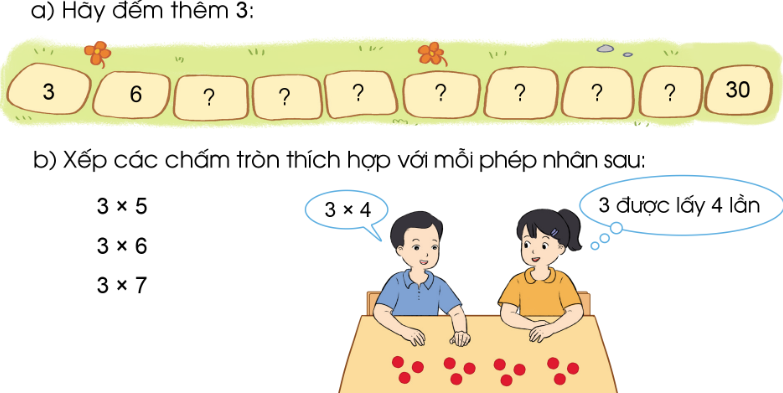 a) Hãy đếm thêm 3:
3 6 ? ? ? ? ? ? ? 30
b) Xếp các chấm tròn thích hợp với mỗi phép nhân sau:
3 × 5
3 × 6
3 × 7
3 × 4
3 được lấy 4 lần